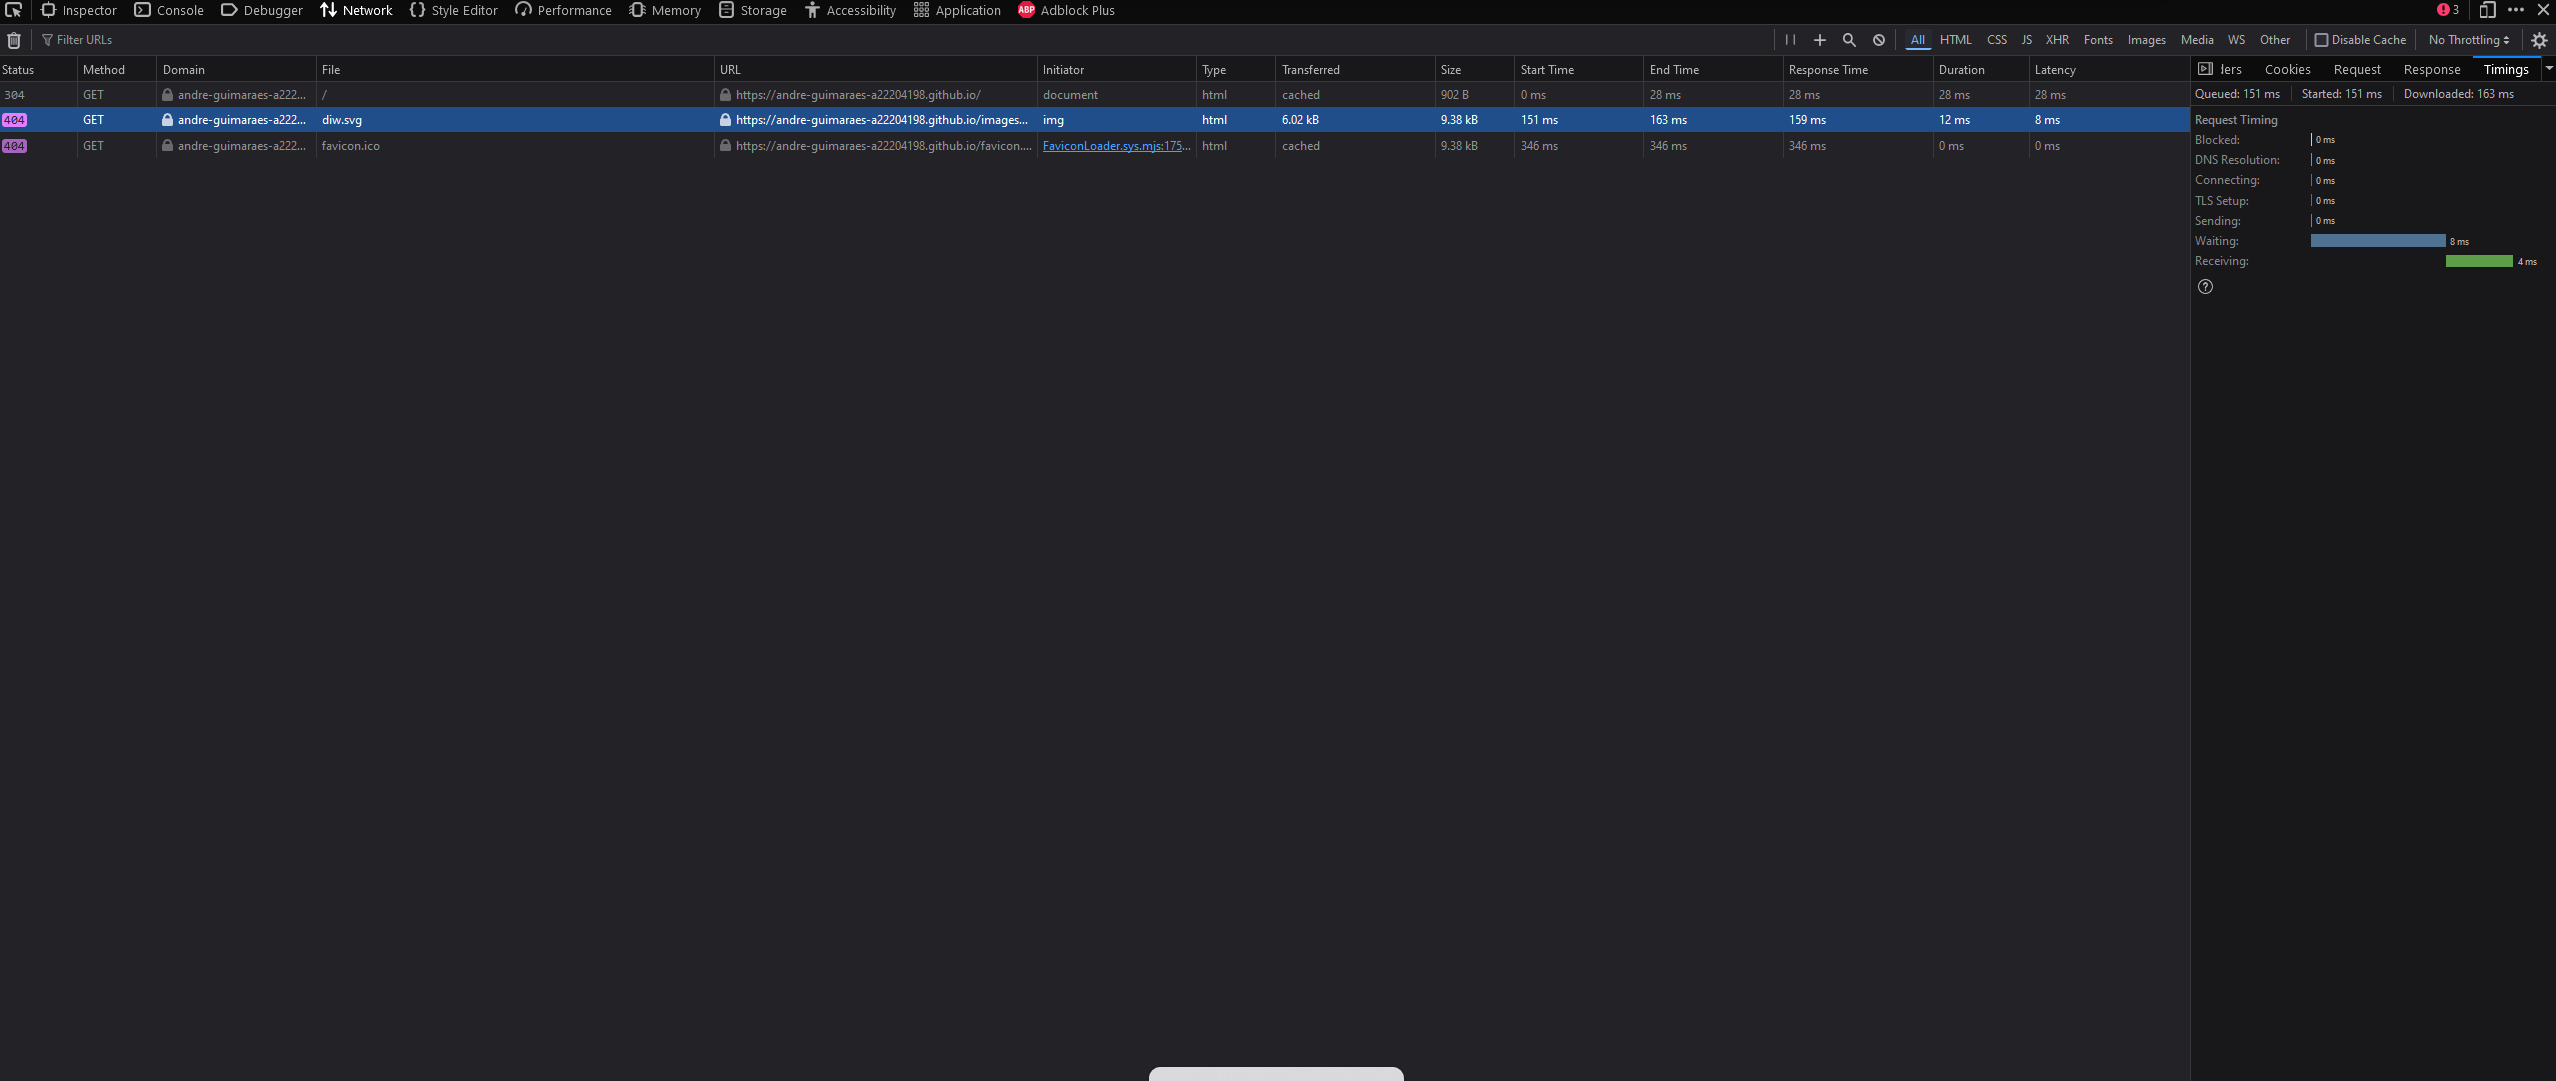 Inspector Console Debugger Network Style Editor Performance Memory Storage Accessibility Application ABP Adblock Plus 3
Filter URLs All HTML CSS JS XHR Fonts Images Media WS Other Disable Cache No Throttling
Status Method Domain File URL Initiator Type Transferred Size Start Time End Time Response Time Duration Latency
304 GET andre-guimaraes-a222... / https://andre-guimaraes-a22204198.github.io/ document html cached 902 B 0 ms 28 ms 28 ms 28 ms 28 ms
404 GET andre-guimaraes-a222... diw.svg https://andre-guimaraes-a22204198.github.io/images... img html 6.02 kB 9.38 kB 151 ms 163 ms 159 ms 12 ms 8 ms
404 GET andre-guimaraes-a222... favicon.ico https://andre-guimaraes-a22204198.github.io/favicon.... FaviconLoader.sys.mjs:175... html cached 9.38 kB 346 ms 346 ms 346 ms 0 ms 0 ms
ders Cookies Request Response Timings
Queued: 151 ms Started: 151 ms Downloaded: 163 ms
Request Timing
Blocked: 0 ms
DNS Resolution: 0 ms
Connecting: 0 ms
TLS Setup: 0 ms
Sending: 0 ms
Waiting: 8 ms
Receiving: 4 ms
?